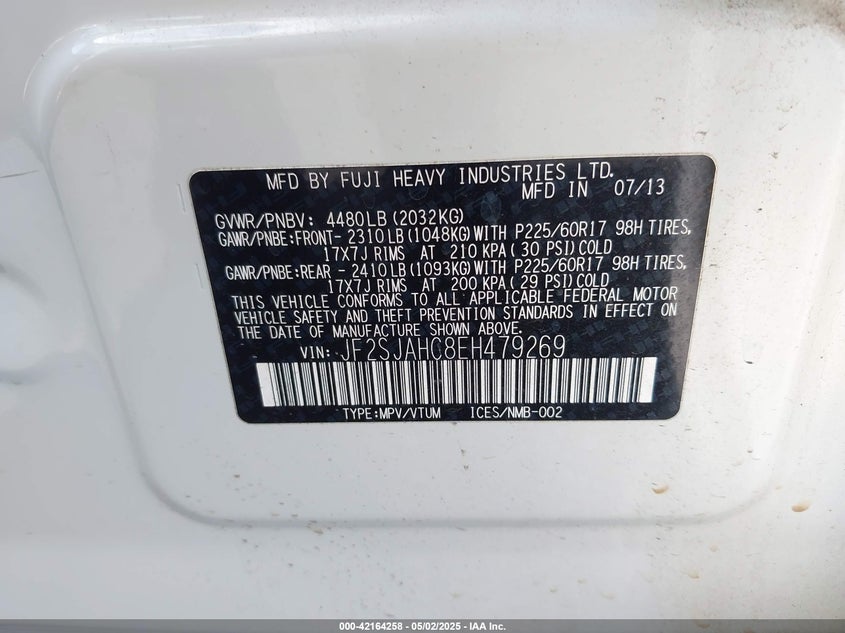 MFD BY FUJI HEAVY INDUSTRIES LTD.
MFD IN 07/13
GVWR/PNBV: 4480LB (2032KG)
GAWR/PNBE:FRONT- 2310LB (1048KG) WITH P225/60R17 98H TIRES,
17X7J RIMS AT 210 KPA ( 30 PSI) COLD
GAWR/PNBE:REAR - 2410LB (1093KG) WITH P225/60R17 98H TIRES,
17X7J RIMS AT 200 KPA ( 29 PSI) COLD
THIS VEHICLE CONFORMS TO ALL APPLICABLE FEDERAL MOTOR
VEHICLE SAFETY AND THEFT PREVENTION STANDARDS IN EFFECT ON
THE DATE OF MANUFACTURE SHOWN ABOVE.
VIN: JF2SJAHC8EH479269
TYPE:MPV/VTUM ICES/NMB-002
000-42164258 - 05/02/2025 - IAA Inc.